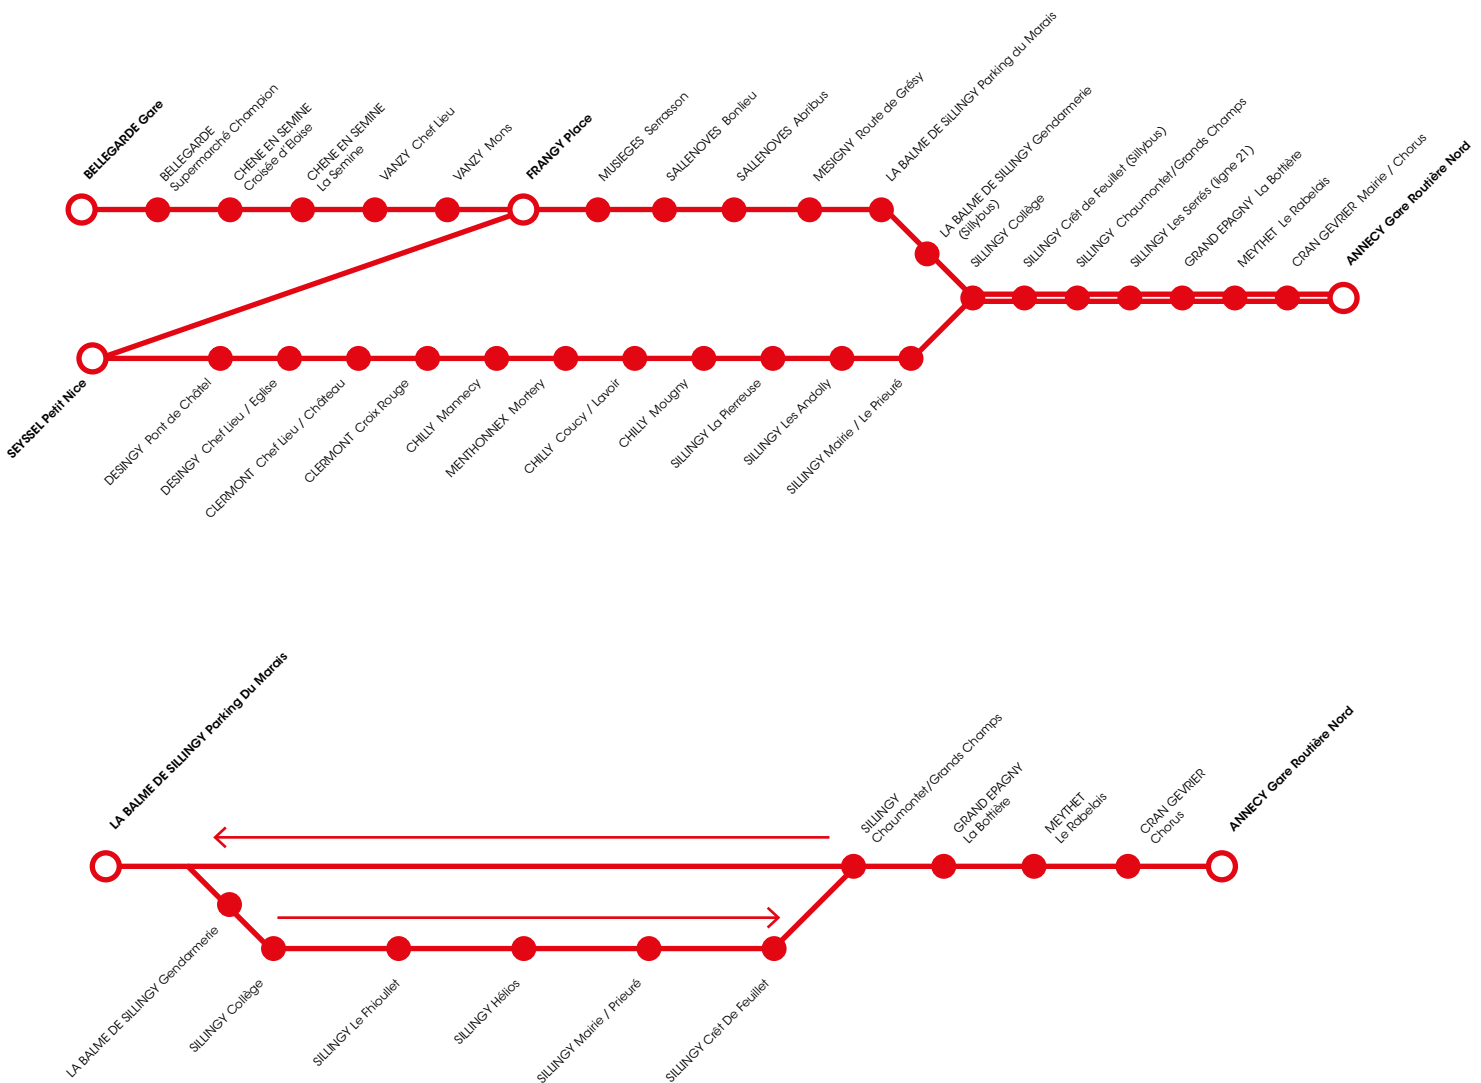 BELLEGARDE Gare
BELLEGARDE
Supermarché Champion
CHENE EN SEMINE
Croisée d'Eloise
CHENE EN SEMINE
La Semine
VANZY Chef Lieu
VANZY Mons
FRANGY Place
MUSIEGES Serrasson
SALLENOVES Bonlieu
SALLENOVES Abribus
MESIGNY Route de Grésy
LA BALME DE SILLINGY Parking du Marais
LA BALME DE SILLINGY Gendarmerie
(Sillybus)
SILLINGY Collège
SILLINGY Crêt de Feuillet (Sillybus)
SILLINGY Chaumontet/Grands Champs
SILLINGY Les Serrés (ligne 21)
GRAND EPAGNY La Bottière
MEYTHET Le Rabelais
CRAN GEVRIER Mairie / Chorus
ANNECY Gare Routière Nord
SEYSSEL Petit Nice
DESINGY Pont de Châtel
DESINGY Chef Lieu / Eglise
CLERMONT Chef Lieu / Château
CLERMONT Croix Rouge
CHILLY Mannecy
MENTHONNEX Mortery
CHILLY Coucy / Lavoir
CHILLY Mougny
SILLINGY La Pierreuse
SILLINGY Les Andolly
SILLINGY Mairie / Le Prieuré
LA BALME DE SILLINGY Parking Du Marais
SILLINGY
Chaumontet/Grands Champs
GRAND EPAGNY
La Bottière
MEYTHET
Le Rabelais
CRAN GEVRIER
Chorus
ANNECY Gare Routière Nord
LA BALME DE SILLINGY Gendarmerie
SILLINGY Collège
SILLINGY Le Fhioullet
SILLINGY Hélios
SILLINGY Mairie / Prieuré
SILLINGY Crêt De Feuillet